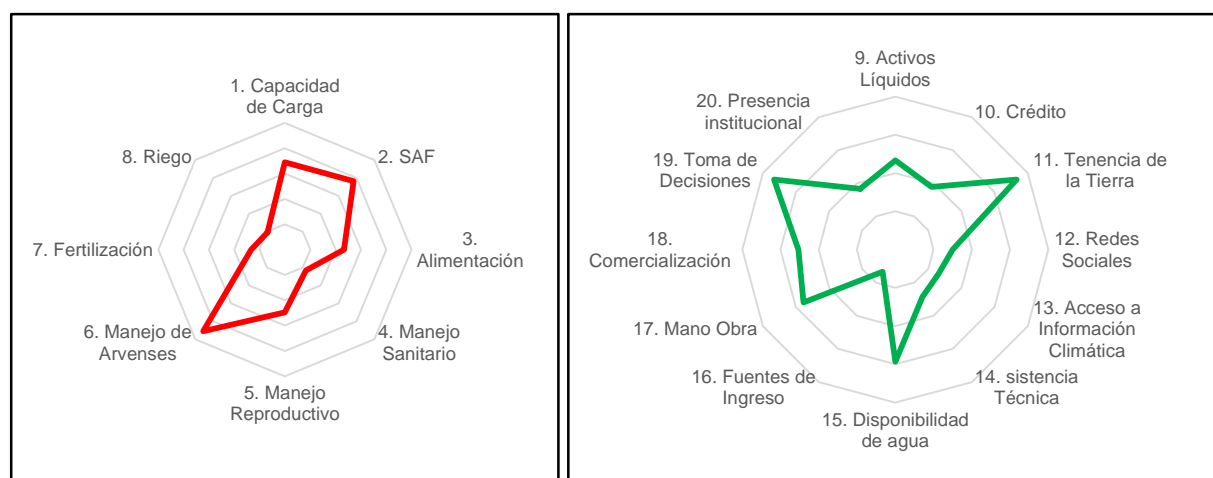 1. Capacidad
de Carga
2. SAF
3.
Alimentación
4. Manejo
Sanitario
5. Manejo
Reproductivo
6. Manejo de
Arvenses
7. Fertilización
8. Riego
9. Activos
Líquidos
10. Crédito
11. Tenencia de
la Tierra
12. Redes
Sociales
13. Acceso a
Información
Climática
14. sistencia
Técnica
15. Disponibilidad
de agua
16. Fuentes de
Ingreso
17. Mano Obra
18.
Comercialización
19. Toma de
Decisiones
20. Presencia
institucional